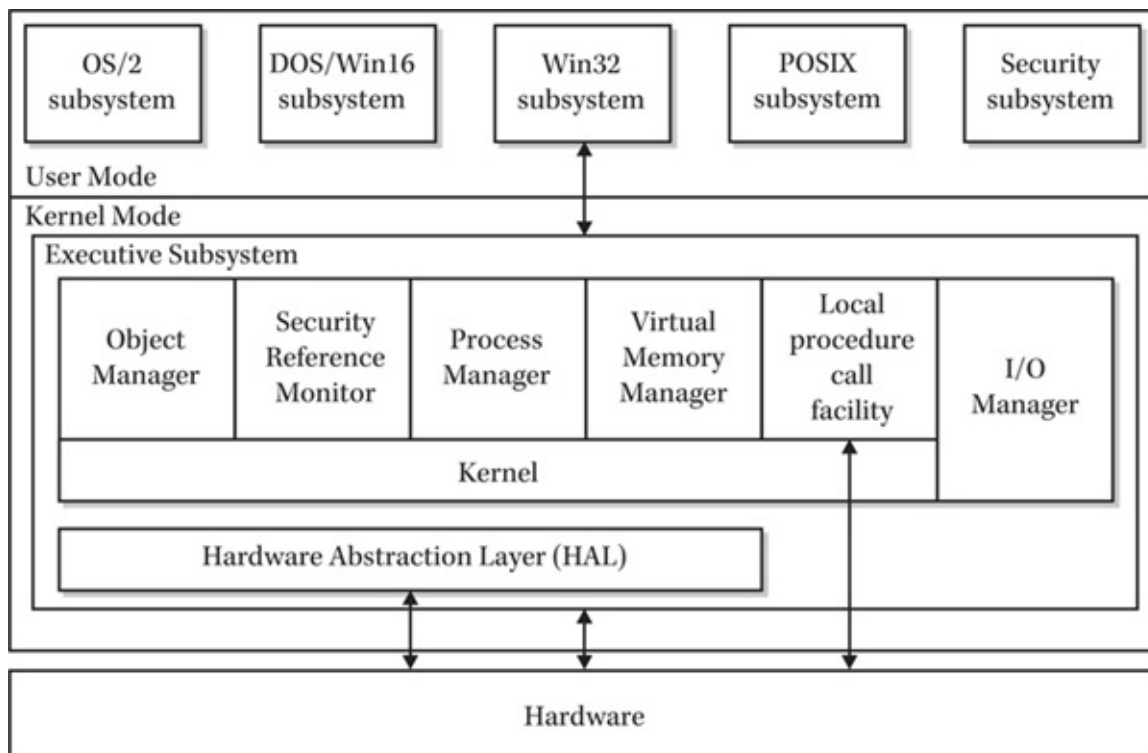 OS/2
subsystem
DOS/Win16
subsystem
Win32
subsystem
POSIX
subsystem
Security
subsystem
User Mode
Kernel Mode
Executive Subsystem
Object
Manager
Security
Reference
Monitor
Process
Manager
Virtual
Memory
Manager
Local
procedure
call
facility
I/O
Manager
Kernel
Hardware Abstraction Layer (HAL)
Hardware